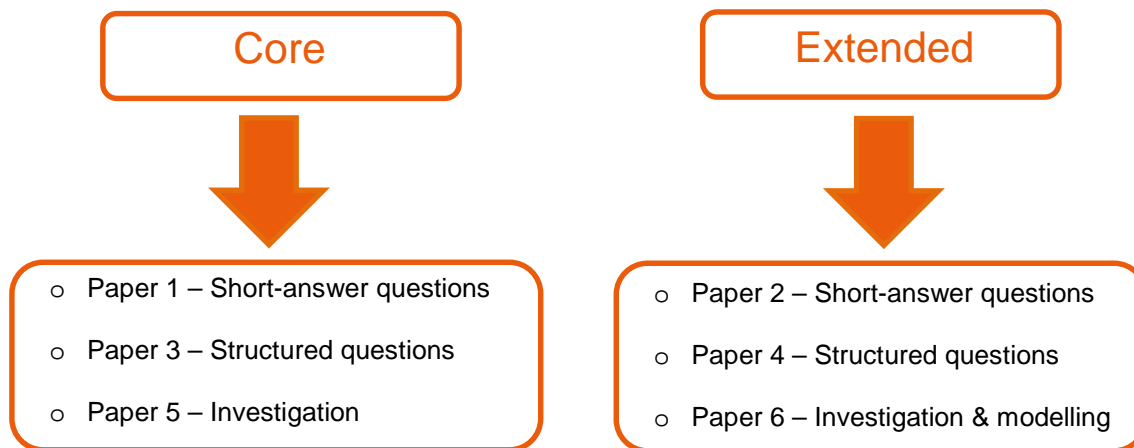 Core
Extended
o Paper 1 – Short-answer questions
o Paper 3 – Structured questions
o Paper 5 – Investigation
o Paper 2 – Short-answer questions
o Paper 4 – Structured questions
o Paper 6 – Investigation & modelling